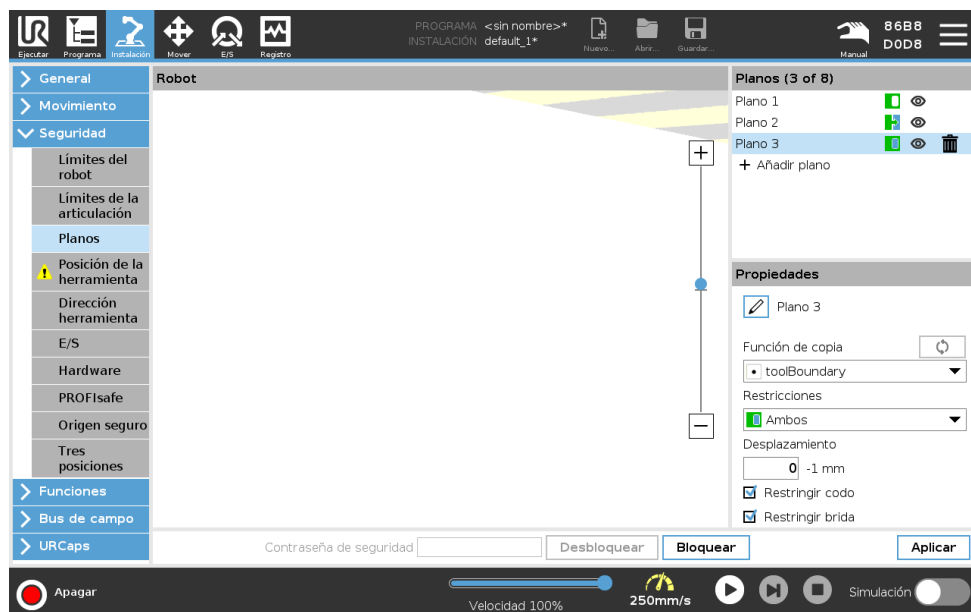 Ejecutar
Programa
Instalación
Mover
E/S
Registro
PROGRAMA <sin nombre>*
INSTALACIÓN default_1*
Nuevo...
Abrir...
Guardar...
Manual
86B8
D0D8
General
Movimiento
Seguridad
Límites del
robot
Límites de la
articulación
Planos
Posición de la
herramienta
Dirección
herramienta
E/S
Hardware
PROFIsafe
Origen seguro
Tres
posiciones
Funciones
Bus de campo
URCaps
Robot
Planos (3 of 8)
Plano 1
Plano 2
Plano 3
+ Añadir plano
Propiedades
Plano 3
Función de copia
toolBoundary
Restricciones
Ambos
Desplazamiento
0 -1 mm
Restringir codo
Restringir brida
Contraseña de seguridad
Desbloquear
Bloquear
Aplicar
Apagar
Velocidad 100%
250mm/s
Simulación